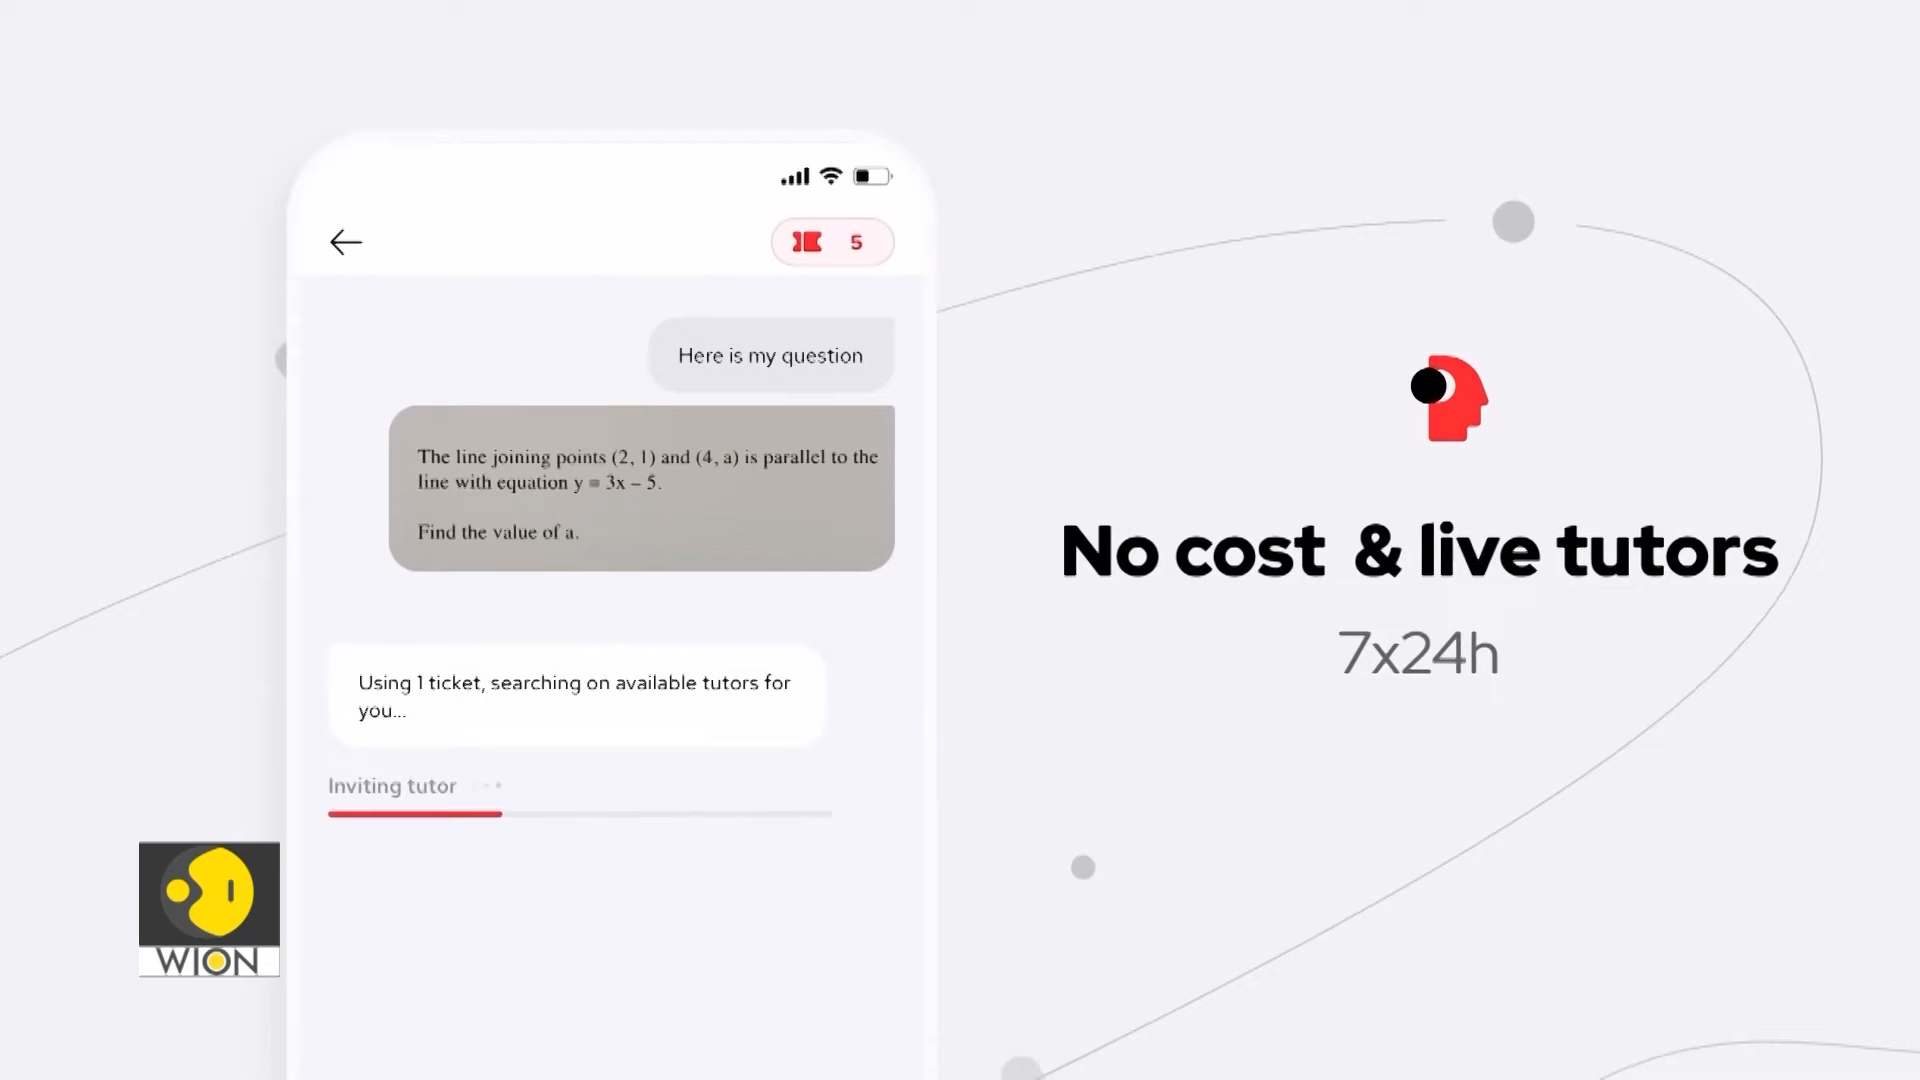 5
Here is my question
The line joining points (2, 1) and (4, a) is parallel to the
line with equation y = 3x – 5.
Find the value of a.
Using 1 ticket, searching on available tutors for
you...
Inviting tutor
No cost & live tutors
7x24h
WION